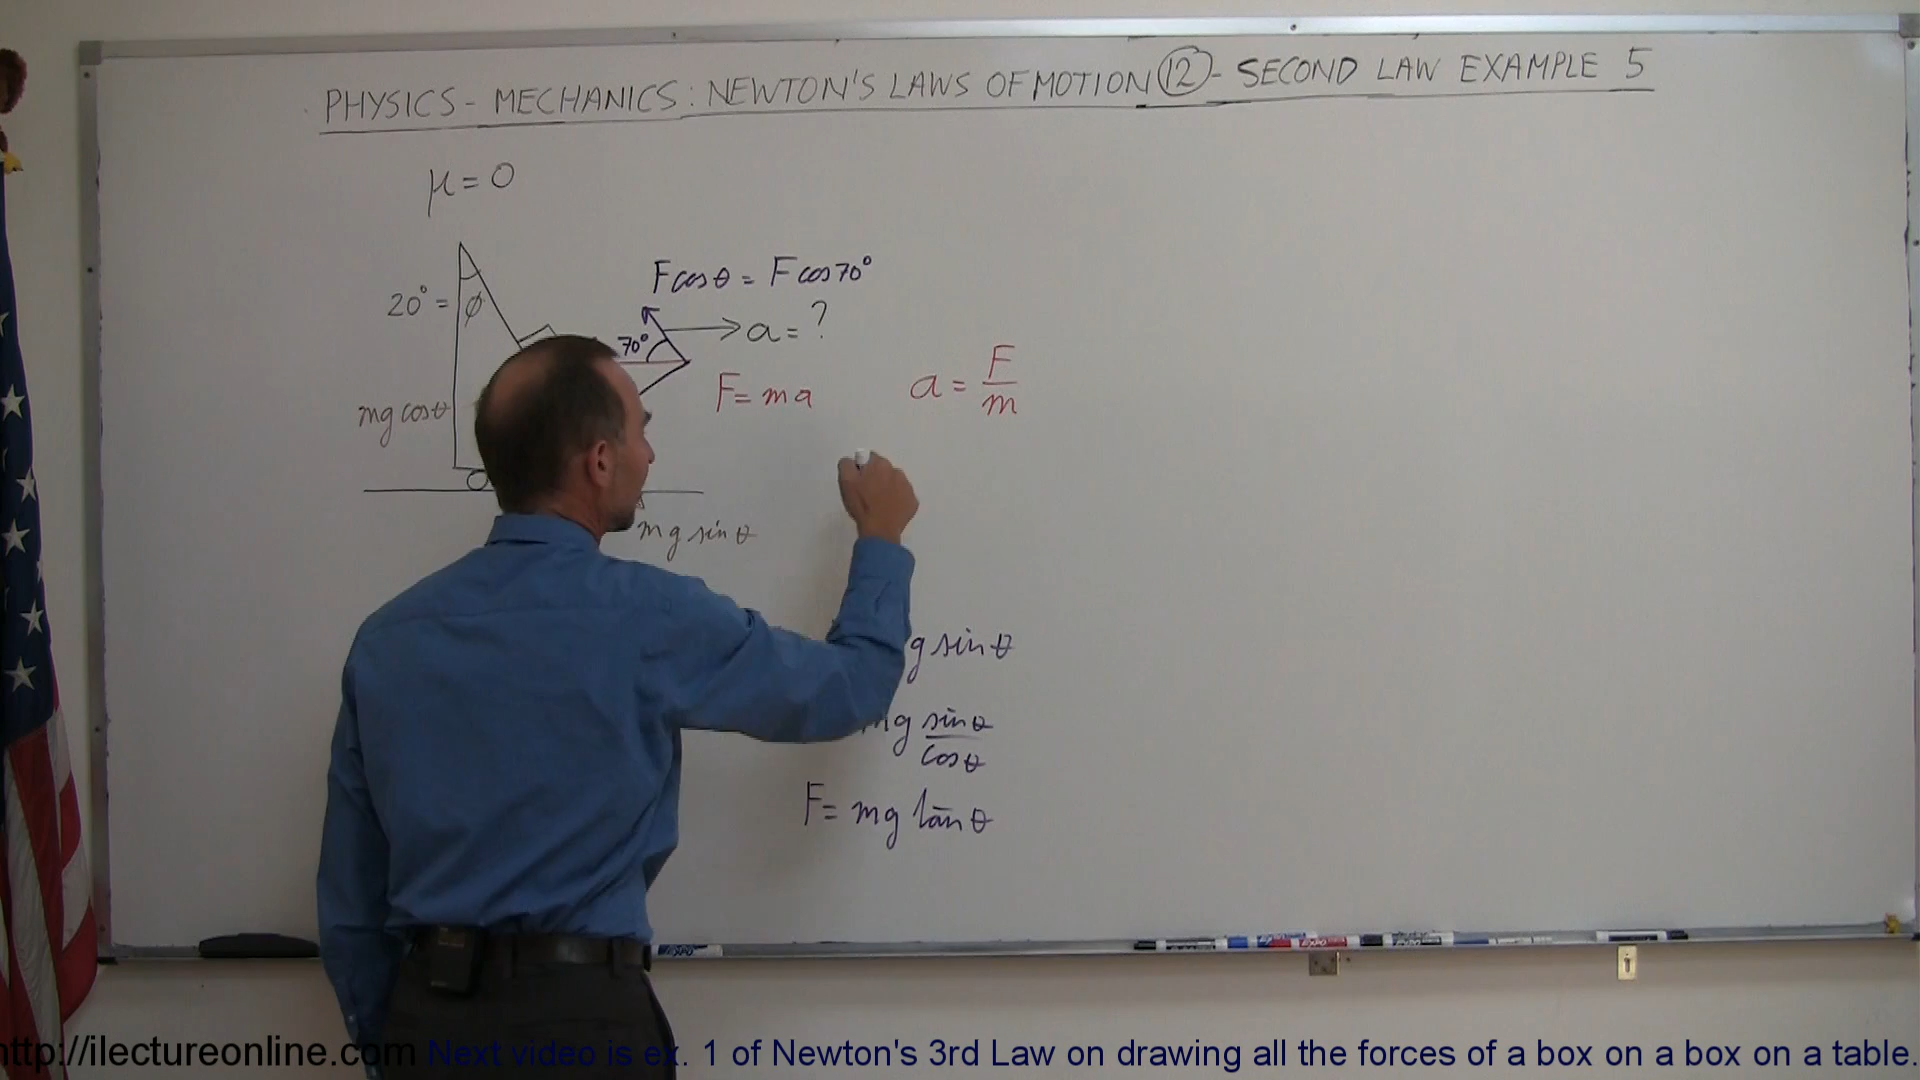 PHYSICS - MECHANICS: NEWTON'S LAWS OF MOTION 12 - SECOND LAW EXAMPLE 5
μ = 0
F cos θ = F cos 70°
20° = ϕ
70°
a = ?
F = ma
a = F/m
mg cos θ
mg sin θ
g sin θ
mg sin θ / cos θ
F = mg tan θ
EXPO
http://ilectureonline.com Next video is ex. 1 of Newton's 3rd Law on drawing all the forces of a box on a box on a table.